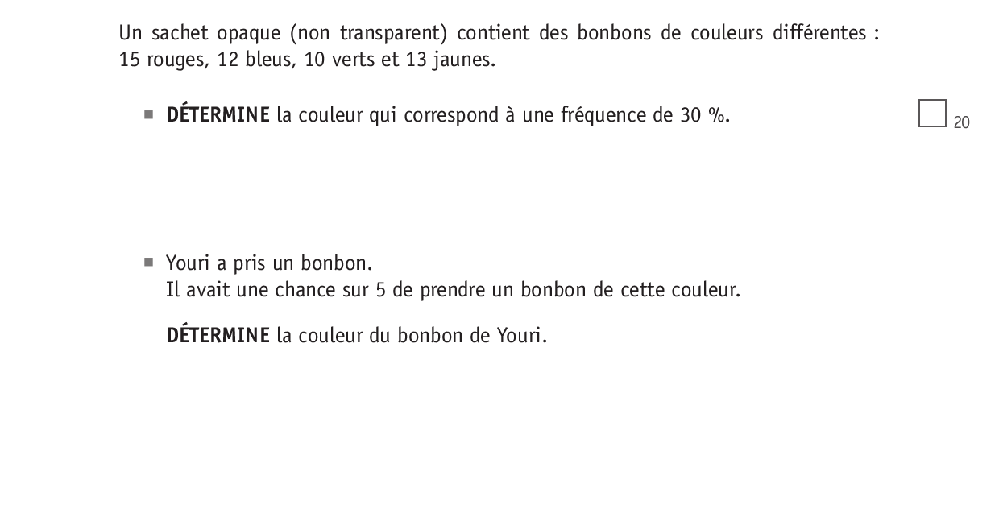 Un sachet opaque (non transparent) contient des bonbons de couleurs différentes :
15 rouges, 12 bleus, 10 verts et 13 jaunes.
■ DÉTERMINE la couleur qui correspond à une fréquence de 30 %.
20
■ Youri a pris un bonbon.
Il avait une chance sur 5 de prendre un bonbon de cette couleur.
DÉTERMINE la couleur du bonbon de Youri.